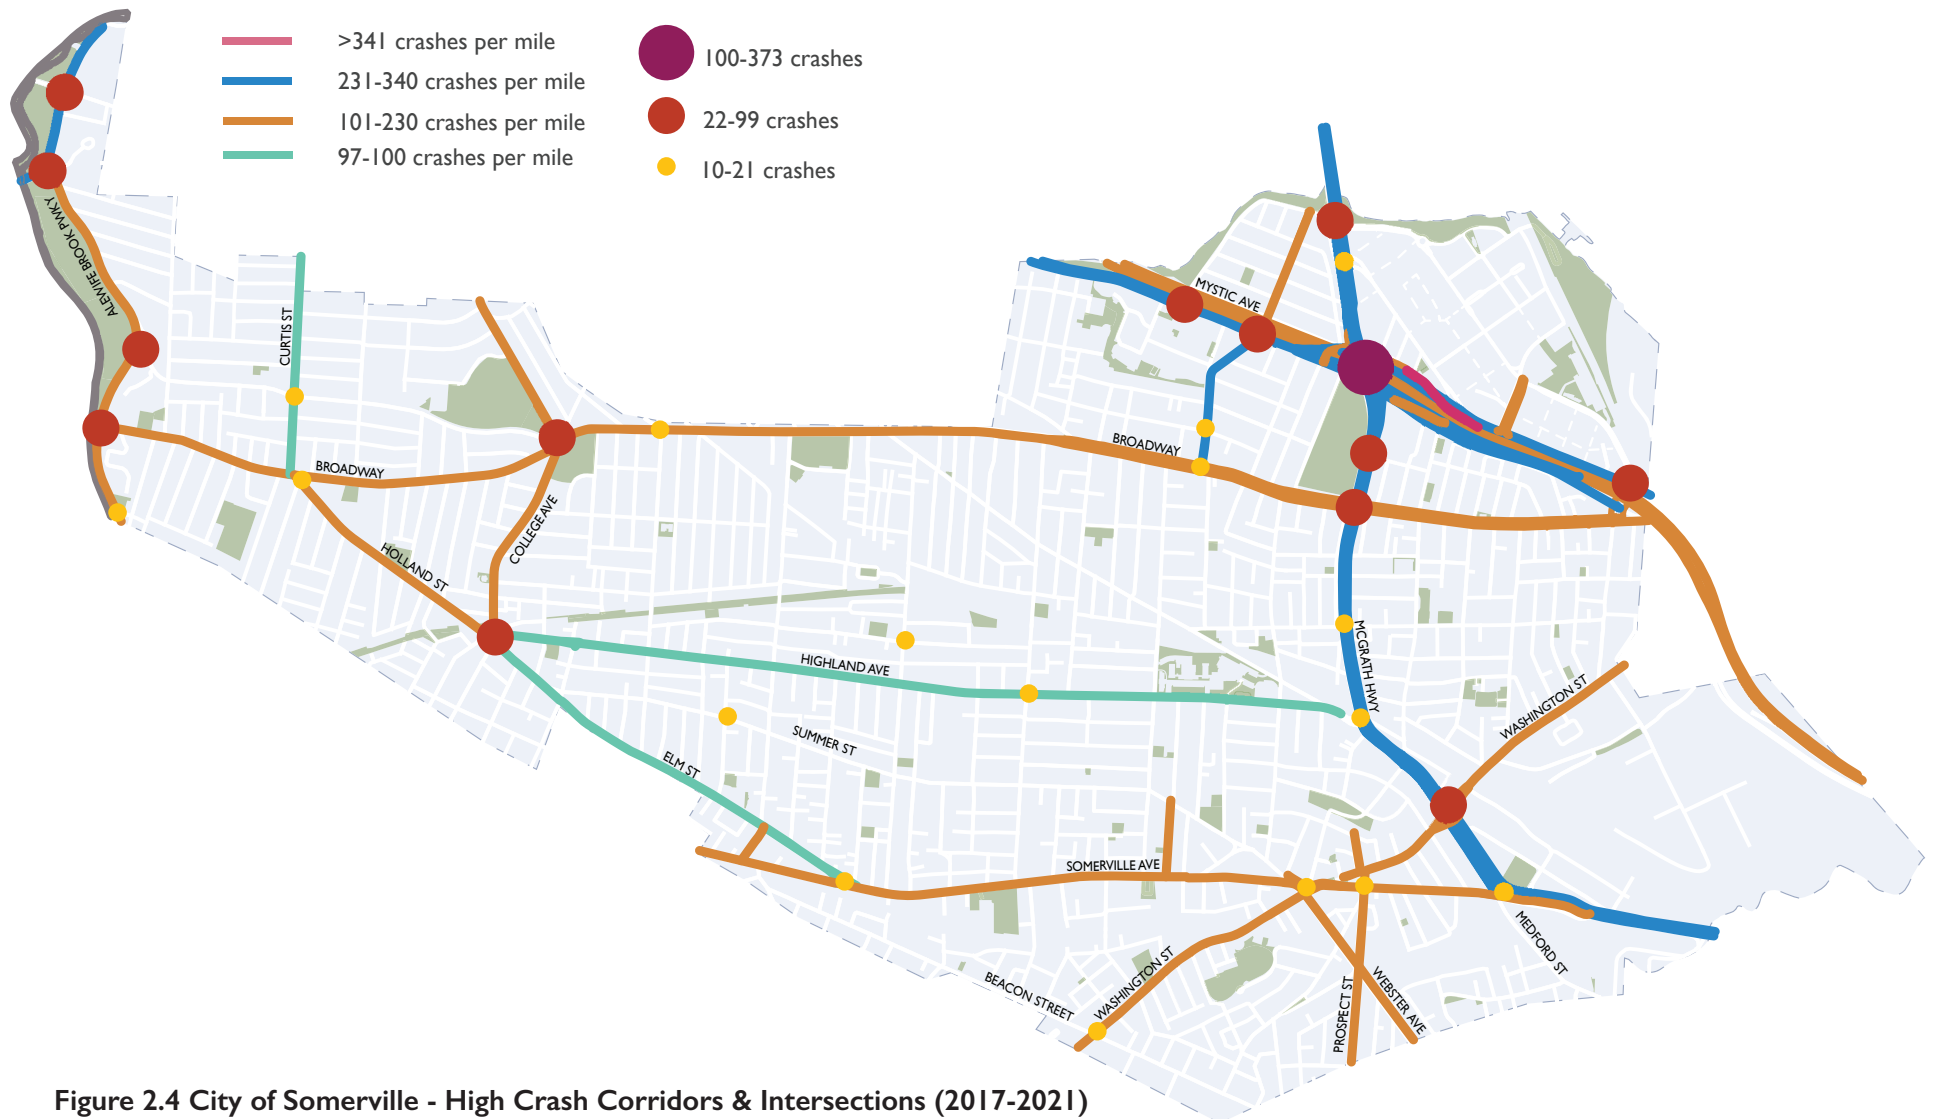 >341 crashes per mile
231-340 crashes per mile
101-230 crashes per mile
97-100 crashes per mile
100-373 crashes
22-99 crashes
10-21 crashes
ALEWIFE BROOK PWKY
CURTIS ST
BROADWAY
HOLLAND ST
COLLEGE AVE
MYSTIC AVE
BROADWAY
HIGHLAND AVE
MCGRATH HWY
SUMMER ST
ELM ST
WASHINGTON ST
SOMERVILLE AVE
MEDFORD ST
BEACON STREET
WASHINGTON ST
PROSPECT ST
WEBSTER AVE
Figure 2.4 City of Somerville - High Crash Corridors & Intersections (2017-2021)